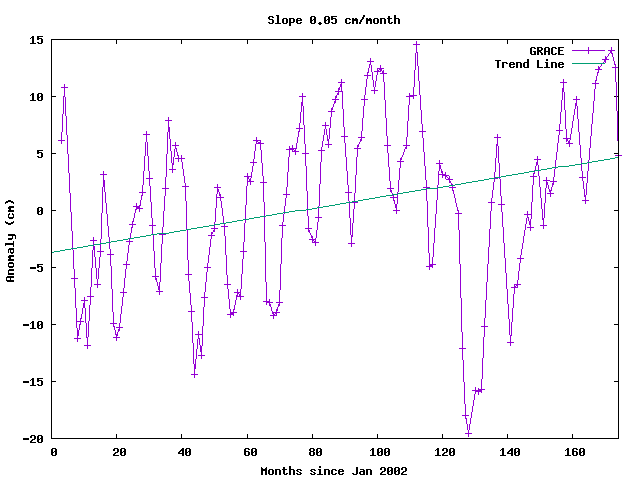 Slope 0.05 cm/month
GRACE
Trend Line
15
10
5
0
-5
-10
-15
-20
Anomaly (cm)
0 20 40 60 80 100 120 140 160
Months since Jan 2002